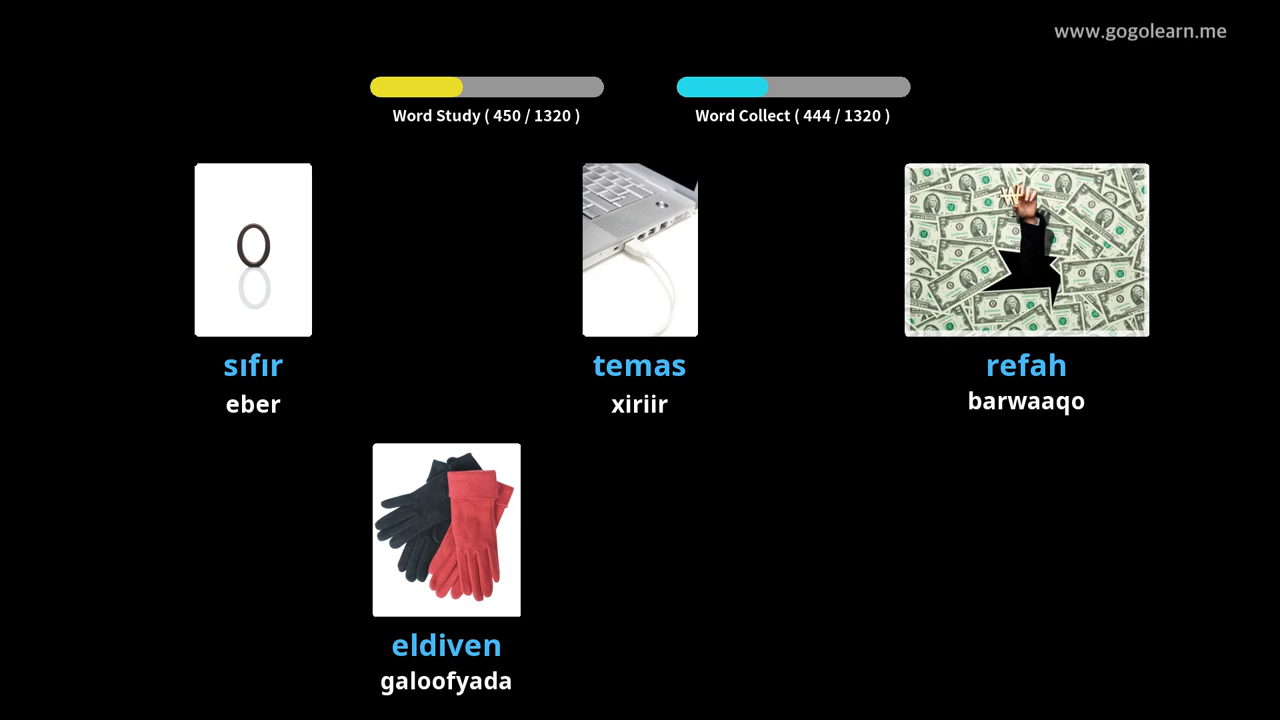 www.gogolearn.me
Word Study ( 450 / 1320 )
Word Collect ( 444 / 1320 )
sıfır
eber
temas
xiriir
refah
barwaaqo
eldiven
galoofyada